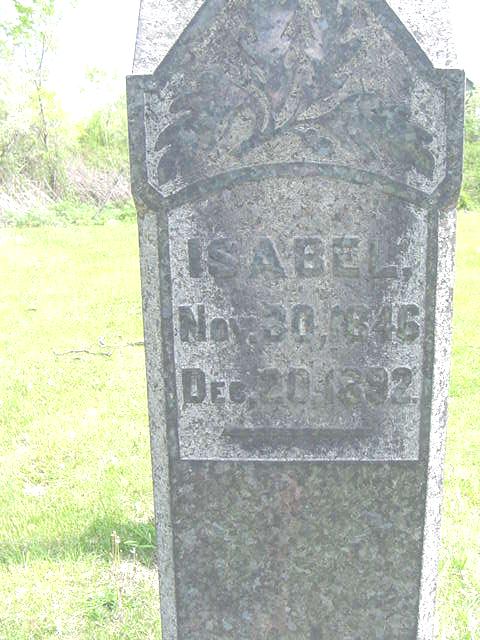 ISABEL,
Nov. 30, 1846
Dec. 20, 1892.